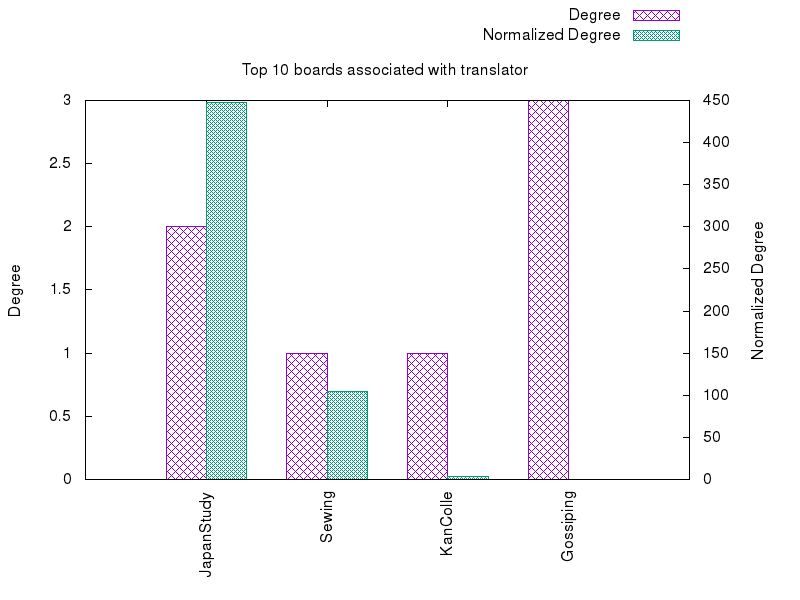 Degree
Normalized Degree
Top 10 boards associated with translator
3
2.5
2
1.5
1
0.5
0
450
400
350
300
250
200
150
100
50
0
Degree
Normalized Degree
JapanStudy
Sewing
KanColle
Gossiping